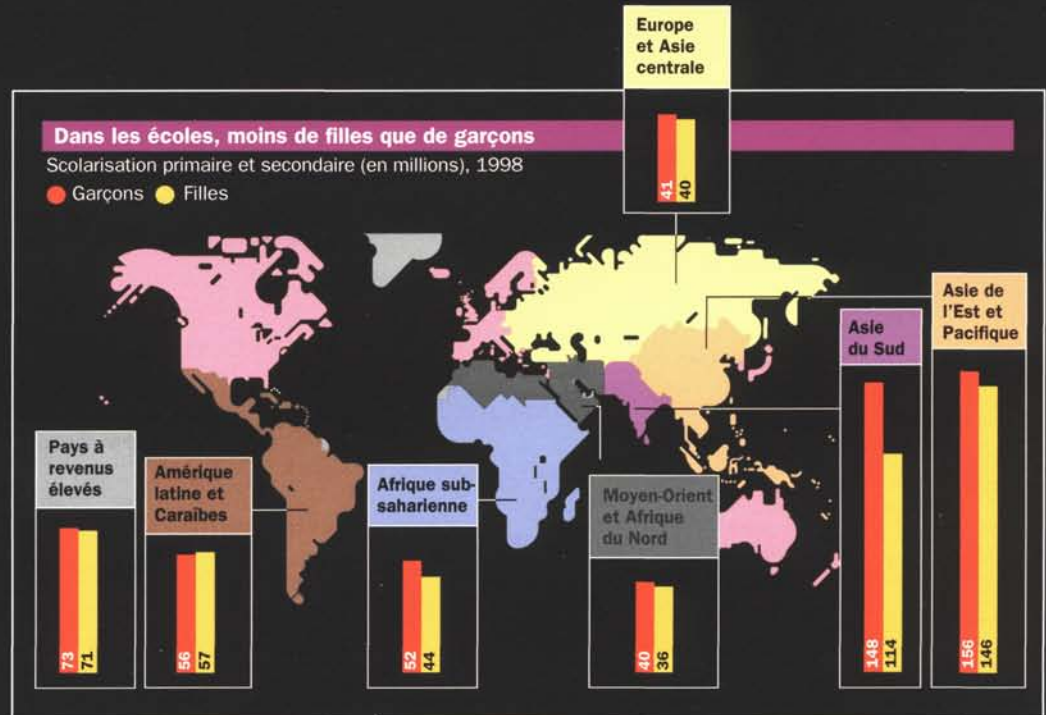 Europe
et Asie
centrale
41
40
Dans les écoles, moins de filles que de garçons
Scolarisation primaire et secondaire (en millions), 1998
Garçons Filles
Pays à
revenus
élevés
73
71
Amérique
latine et
Caraïbes
56
57
Afrique sub-
saharienne
52
44
Moyen-Orient
et Afrique
du Nord
40
36
Asie
du Sud
148
114
Asie de
l'Est et
Pacifique
156
146